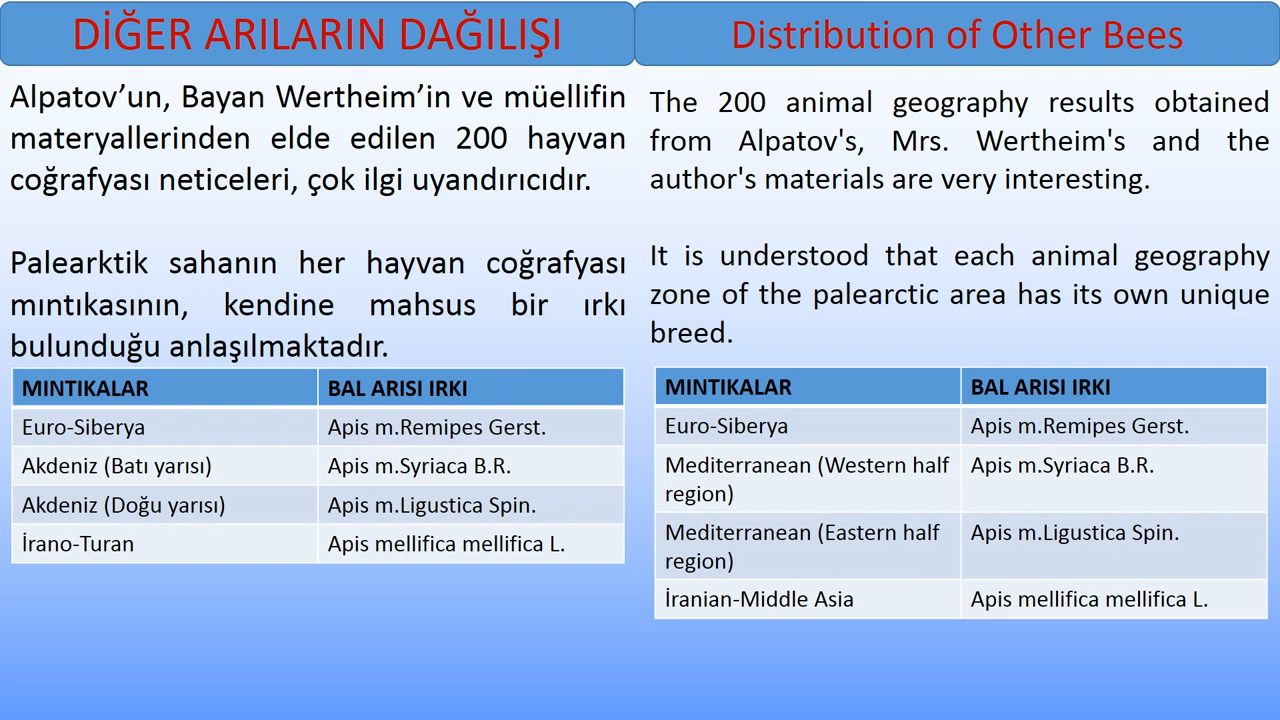 DİĞER ARILARIN DAĞILIŞI
Alpatov’un, Bayan Wertheim’in ve müellifin
materyallerinden elde edilen 200 hayvan
coğrafyası neticeleri, çok ilgi uyandırıcıdır.
Palearktik sahanın her hayvan coğrafyası
mıntıkasının, kendine mahsus bir ırkı
bulunduğu anlaşılmaktadır.
MINTIKALAR BAL ARISI IRKI
Euro-Siberya Apis m.Remipes Gerst.
Akdeniz (Batı yarısı) Apis m.Syriaca B.R.
Akdeniz (Doğu yarısı) Apis m.Ligustica Spin.
İrano-Turan Apis mellifica mellifica L.
Distribution of Other Bees
The 200 animal geography results obtained
from Alpatov's, Mrs. Wertheim's and the
author's materials are very interesting.
It is understood that each animal geography
zone of the palearctic area has its own unique
breed.
MINTIKALAR BAL ARISI IRKI
Euro-Siberya Apis m.Remipes Gerst.
Mediterranean (Western half Apis m.Syriaca B.R.
region)
Mediterranean (Eastern half Apis m.Ligustica Spin.
region)
İranian-Middle Asia Apis mellifica mellifica L.